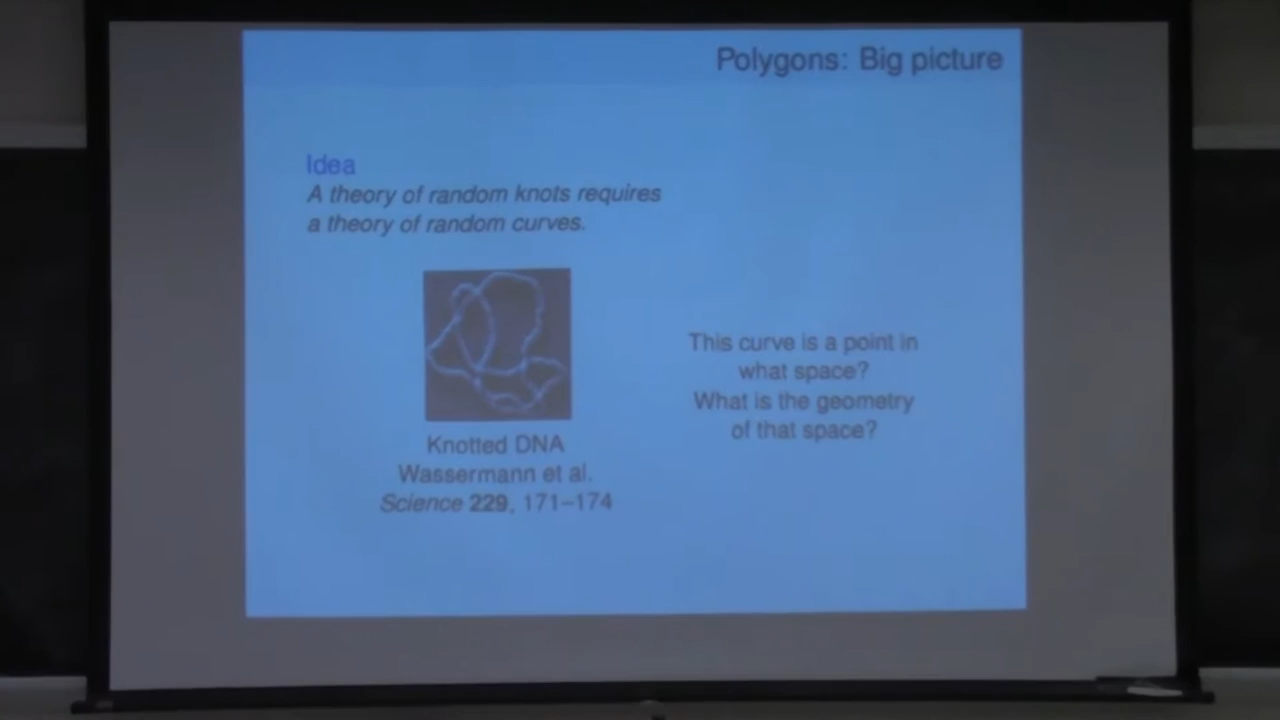 Polygons: Big picture
Idea
A theory of random knots requires
a theory of random curves.
Knotted DNA
Wassermann et al.
Science 229, 171–174
This curve is a point in
what space?
What is the geometry
of that space?